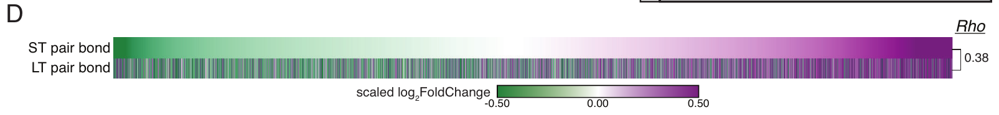 D
Rho
ST pair bond
LT pair bond
0.38
scaled log₂FoldChange
-0.50 0.00 0.50